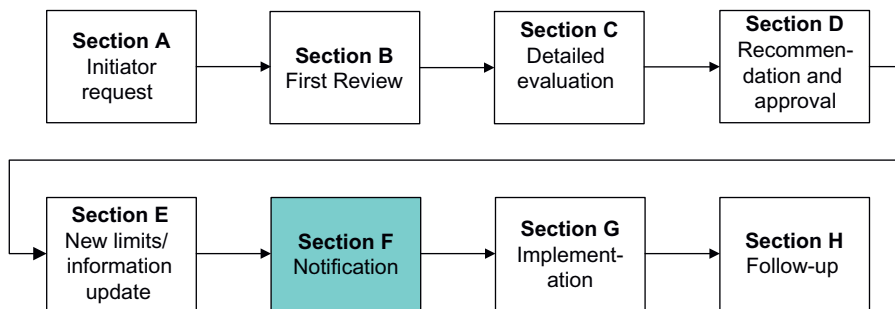 Section A
Initiator
request
Section B
First Review
Section C
Detailed
evaluation
Section D
Recommen-
dation and
approval
Section E
New limits/
information
update
Section F
Notification
Section G
Implement-
ation
Section H
Follow-up